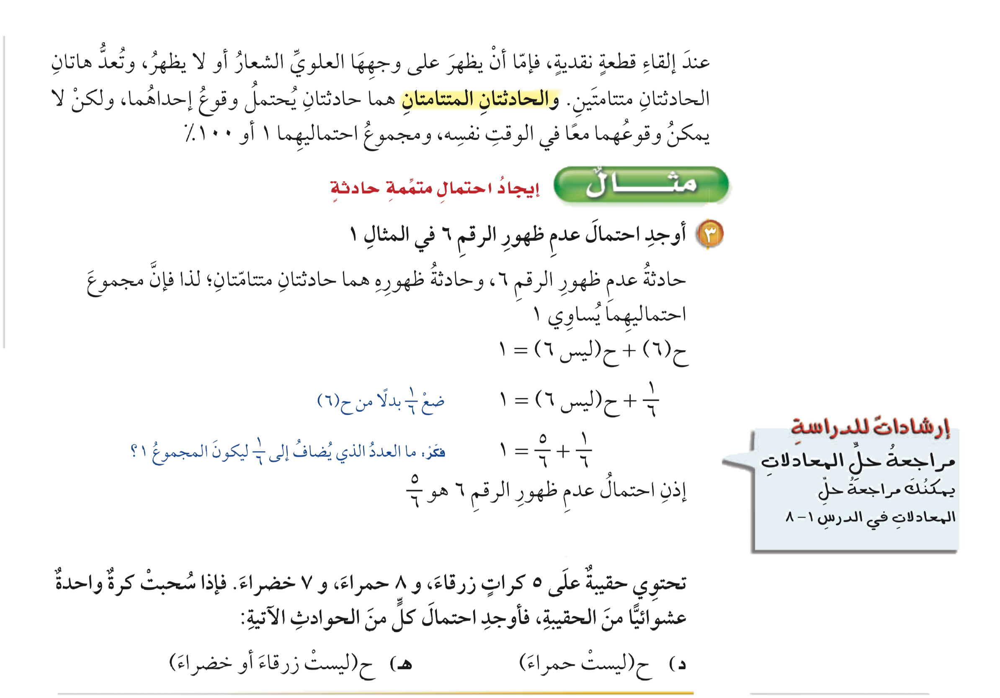 عندَ إلقاءِ قطعةٍ نقديةٍ، فإمّا أنْ يظهرَ على وجهِهَا العلويِّ الشعارُ أو لا يظهرُ، وتُعدُّ هاتانِ
الحادثتانِ متتامتَينِ. والحادثتانِ المتتامتانِ هما حادثتانِ يُحتملُ وقوعُ إحداهُما، ولكنْ لا
يمكنُ وقوعُهما معًا في الوقتِ نفسِه، ومجموعُ احتماليهِما ١ أو ١٠٠٪
مثــالٌ إيجادُ احتمالِ متمِّمةِ حادثةٍ
٣ أوجدِ احتمالَ عدمِ ظهورِ الرقمِ ٦ في المثالِ ١
حادثةُ عدمِ ظهورِ الرقمِ ٦، وحادثةُ ظهورِهِ هما حادثتانِ متتامّتانِ؛ لذا فإنَّ مجموعَ
احتماليهِما يُساوِي ١
ح(٦) + ح(ليس ٦) = ١
١/٦ + ح(ليس ٦) = ١ ضعْ ١/٦ بدلًا من ح(٦)
١/٦ + ٥/٦ = ١ فكّرْ: ما العددُ الذي يُضافُ إلى ١/٦ ليكونَ المجموعُ ١؟
إذنِ احتمالُ عدمِ ظهورِ الرقمِ ٦ هو ٥/٦
إرشاداتٌ للدراسةِ
مراجعةُ حلِّ المعادلاتِ
يمكنُكَ مراجعةُ حلِّ
المعادلاتِ في الدرسِ ١–٨
تحتوِي حقيبةٌ علَى ٥ كراتٍ زرقاءَ، و ٨ حمراءَ، و ٧ خضراءَ. فإذا سُحبتْ كرةٌ واحدةٌ
عشوائيًّا منَ الحقيبةِ، فأوجدِ احتمالَ كلٍّ منَ الحوادثِ الآتيةِ:
د) ح(ليستْ حمراءَ) هـ) ح(ليستْ زرقاءَ أو خضراءَ)